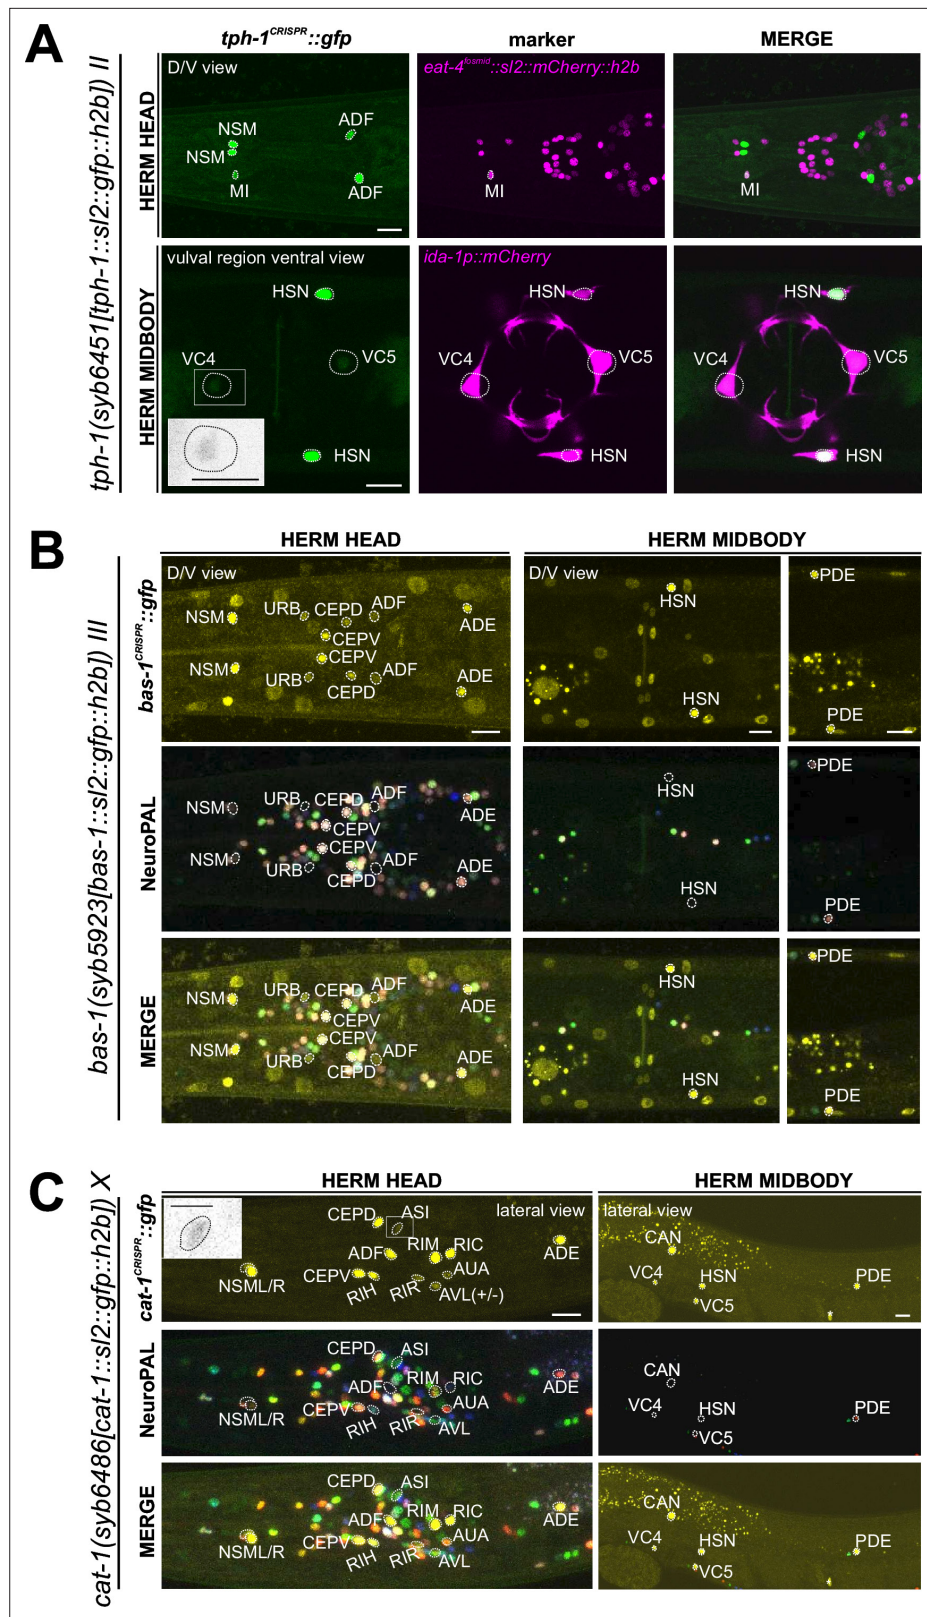 A
tph-1(syb6451[tph-1::sl2::gfp::h2b]) II
tph-1CRISPR::gfp
marker
MERGE
HERM HEAD
D/V view
NSM
NSM
MI
ADF
ADF
eat-4fosmid::sl2::mCherry::h2b
MI
HERM MIDBODY
vulval region ventral view
HSN
VC4
VC5
HSN
ida-1p::mCherry
HSN
VC4
VC5
HSN
HSN
VC4
VC5
HSN
B
bas-1(syb5923[bas-1::sl2::gfp::h2b]) III
HERM HEAD
HERM MIDBODY
bas-1CRISPR::gfp
D/V view
NSM
URB
CEPD
ADF
ADE
CEPV
CEPV
NSM
URB
ADF
CEPD
ADE
D/V view
HSN
HSN
PDE
PDE
NeuroPAL
NSM
URB
CEPD
ADF
ADE
CEPV
CEPV
NSM
URB
ADF
CEPD
ADE
HSN
HSN
PDE
PDE
MERGE
NSM
URB
CEPD
ADF
ADE
CEPV
CEPV
NSM
URB
ADF
CEPD
ADE
HSN
HSN
PDE
PDE
C
cat-1(syb6486[cat-1::sl2::gfp::h2b]) X
HERM HEAD
HERM MIDBODY
cat-1CRISPR::gfp
lateral view
CEPD
ASI
ADF
RIM
RIC
ADE
NSML/R
CEPV
RIH
RIR
AUA
AVL(+/-)
lateral view
CAN
VC4
HSN
VC5
PDE
*
NeuroPAL
CEPD
ASI
ADF
RIM
RIC
ADE
NSML/R
CEPV
RIH
RIR
AUA
AVL
CAN
VC4
HSN
VC5
PDE
MERGE
CEPD
ASI
ADF
RIM
RIC
ADE
NSML/R
CEPV
RIH
RIR
AUA
AVL
CAN
VC4
HSN
VC5
PDE